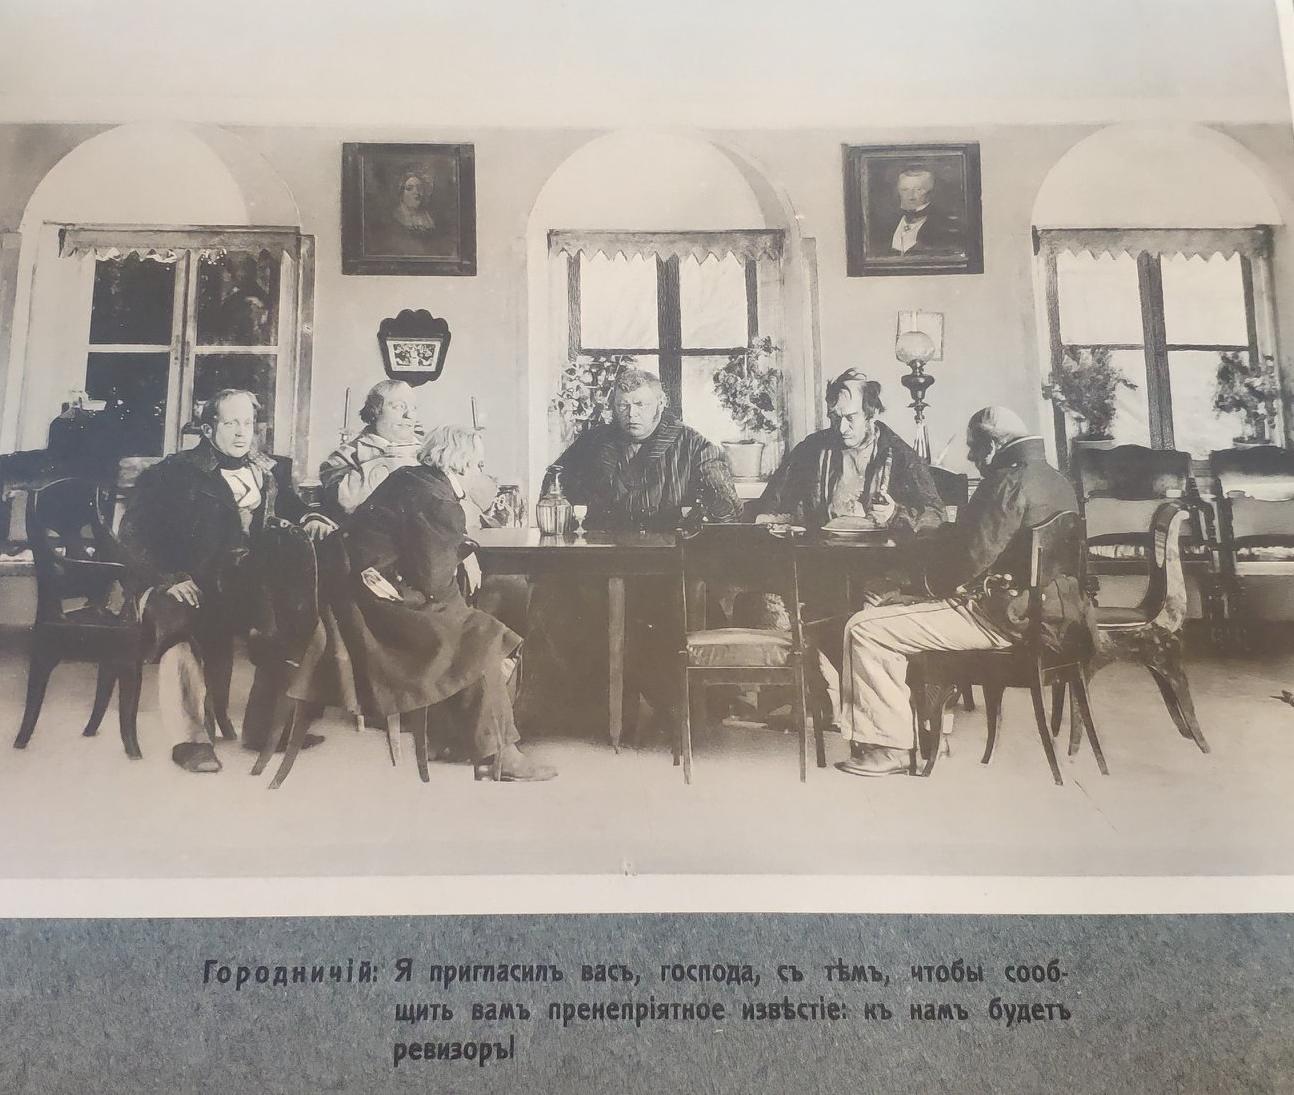 Городничій: Я пригласилъ васъ, господа, съ тѣмъ, чтобы сооб-
щить вамъ пренепріятное извѣстіе: къ намъ будетъ
ревизоръ!